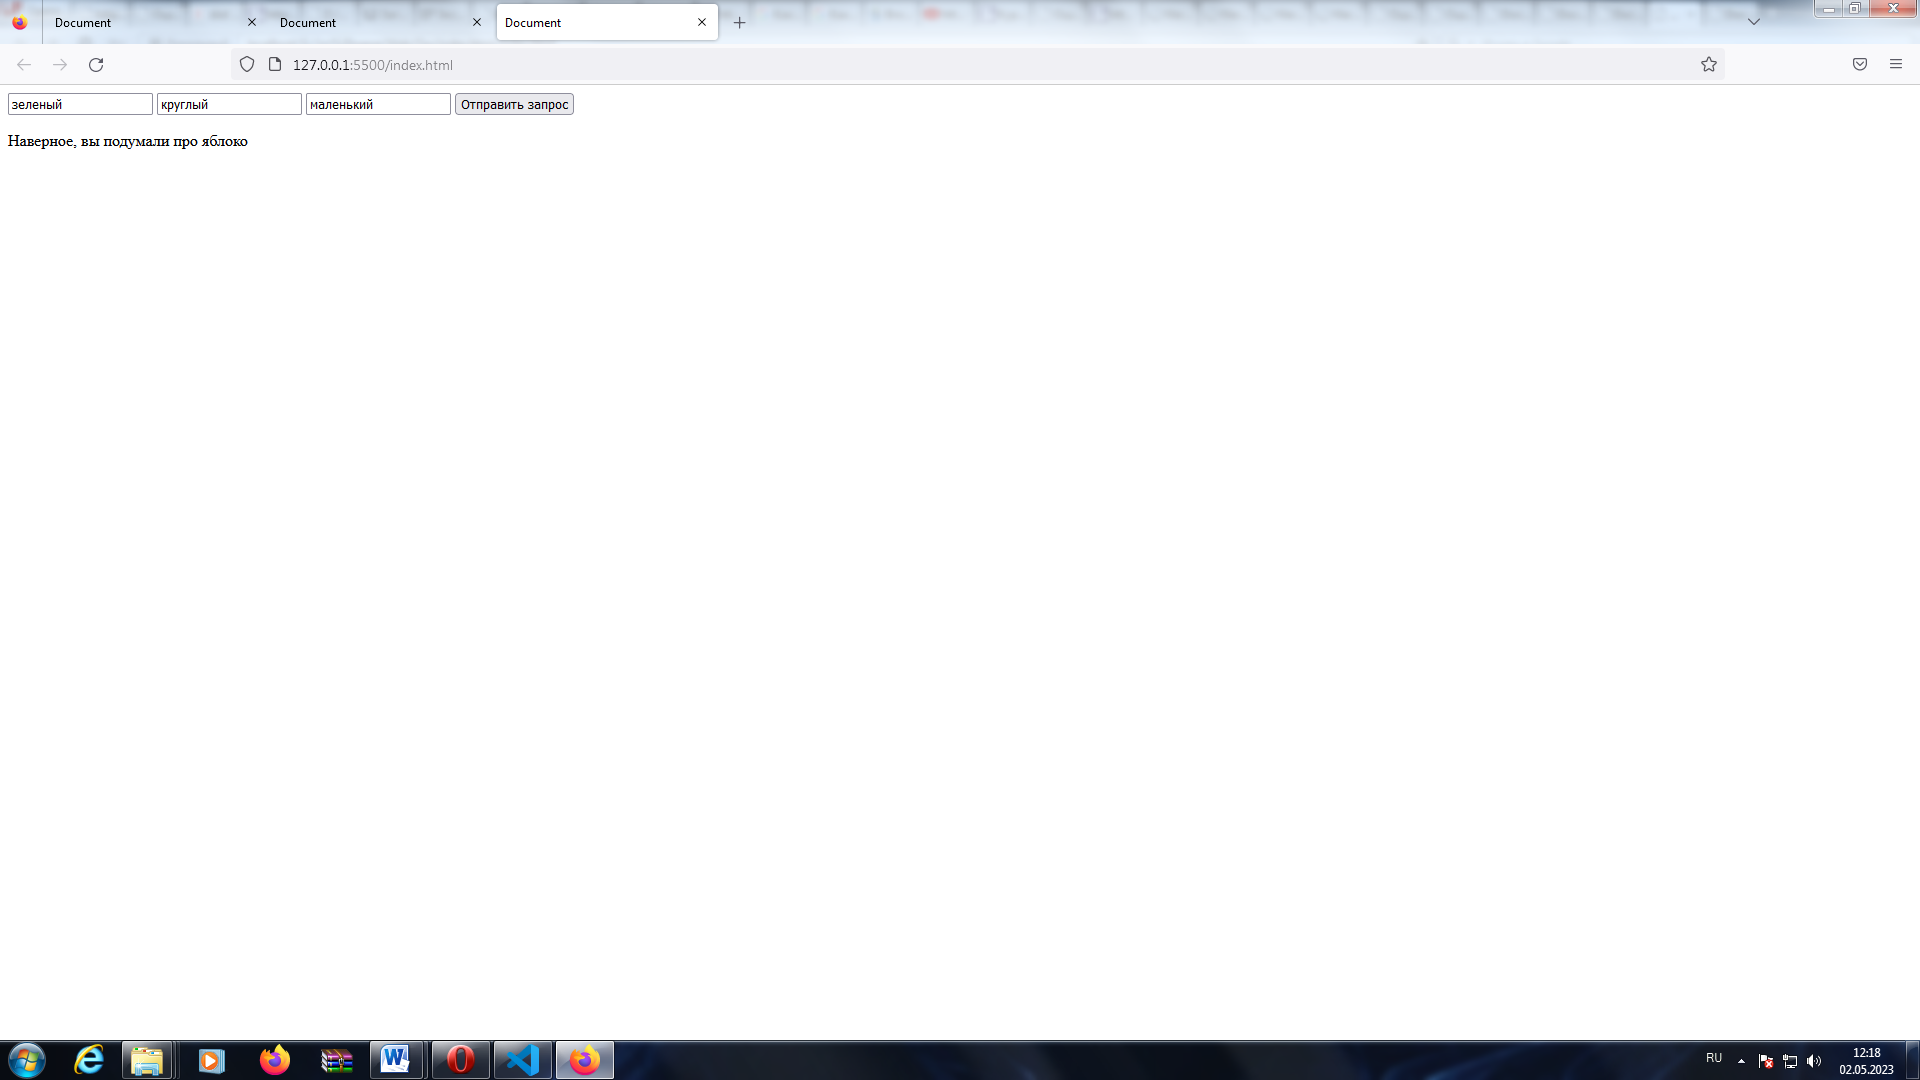 Document Document Document
127.0.0.1:5500/index.html
зеленый круглый маленький Отправить запрос
Наверное, вы подумали про яблоко
RU 12:18
02.05.2023